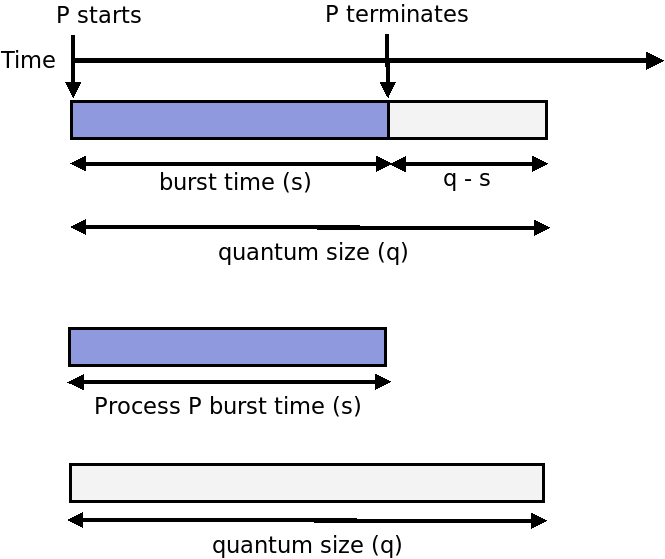 P starts
P terminates
Time
burst time (s)
q - s
quantum size (q)
Process P burst time (s)
quantum size (q)